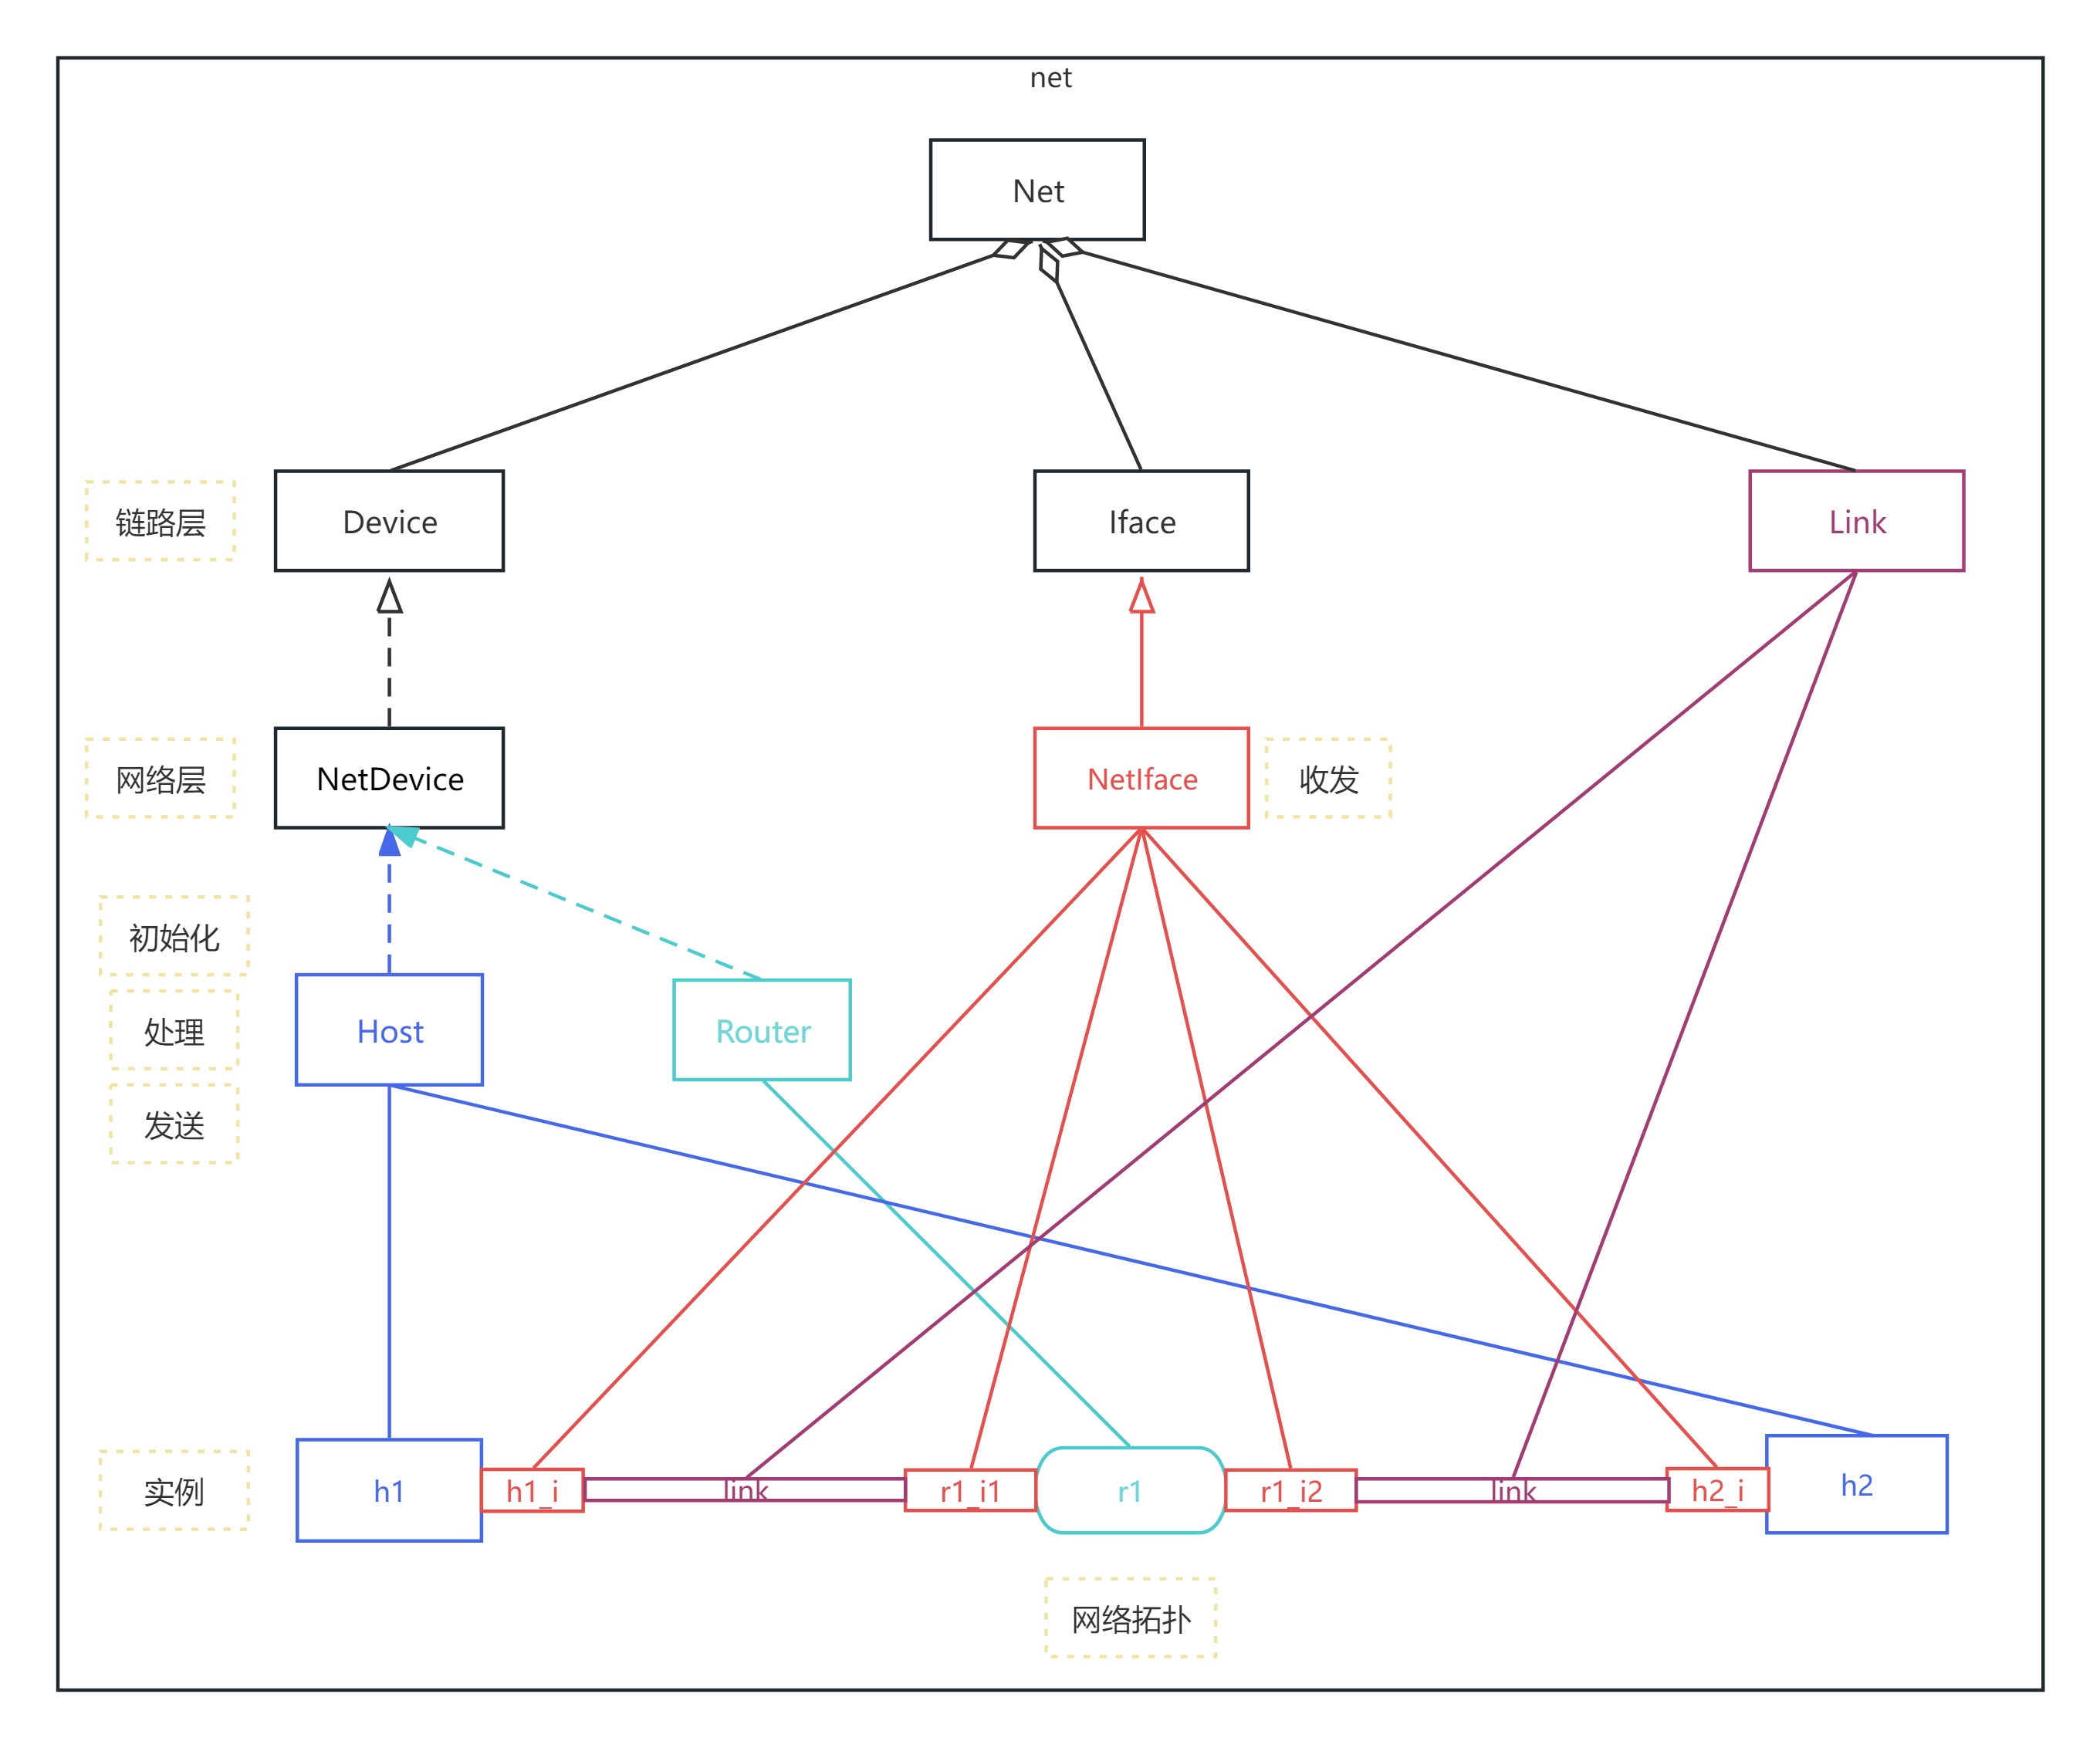 net
Net
链路层
Device
Iface
Link
网络层
NetDevice
NetIface
收发
初始化
处理
Host
Router
发送
实例
h1
h1_i
link
r1_i1
r1
r1_i2
link
h2_i
h2
网络拓扑